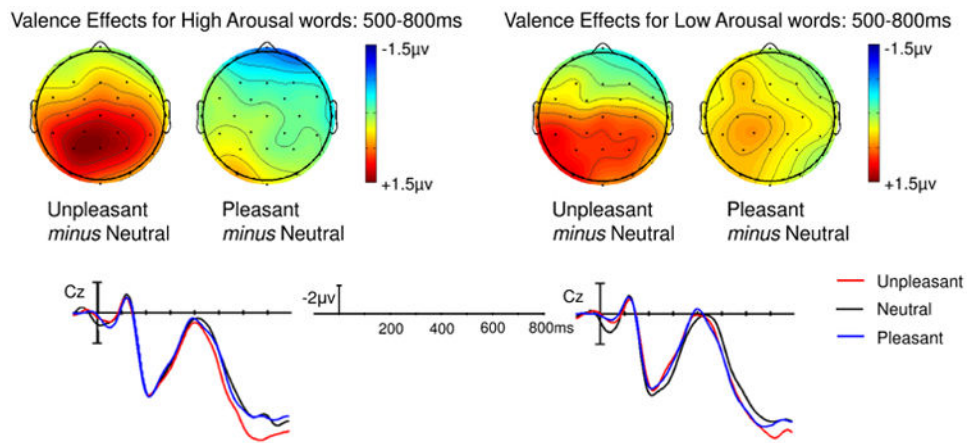 Valence Effects for High Arousal words: 500-800ms
-1.5μv
+1.5μv
Unpleasant
minus Neutral
Pleasant
minus Neutral
Valence Effects for Low Arousal words: 500-800ms
-1.5μv
+1.5μv
Unpleasant
minus Neutral
Pleasant
minus Neutral
Cz
-2μv
200 400 600 800ms
Cz
Unpleasant
Neutral
Pleasant